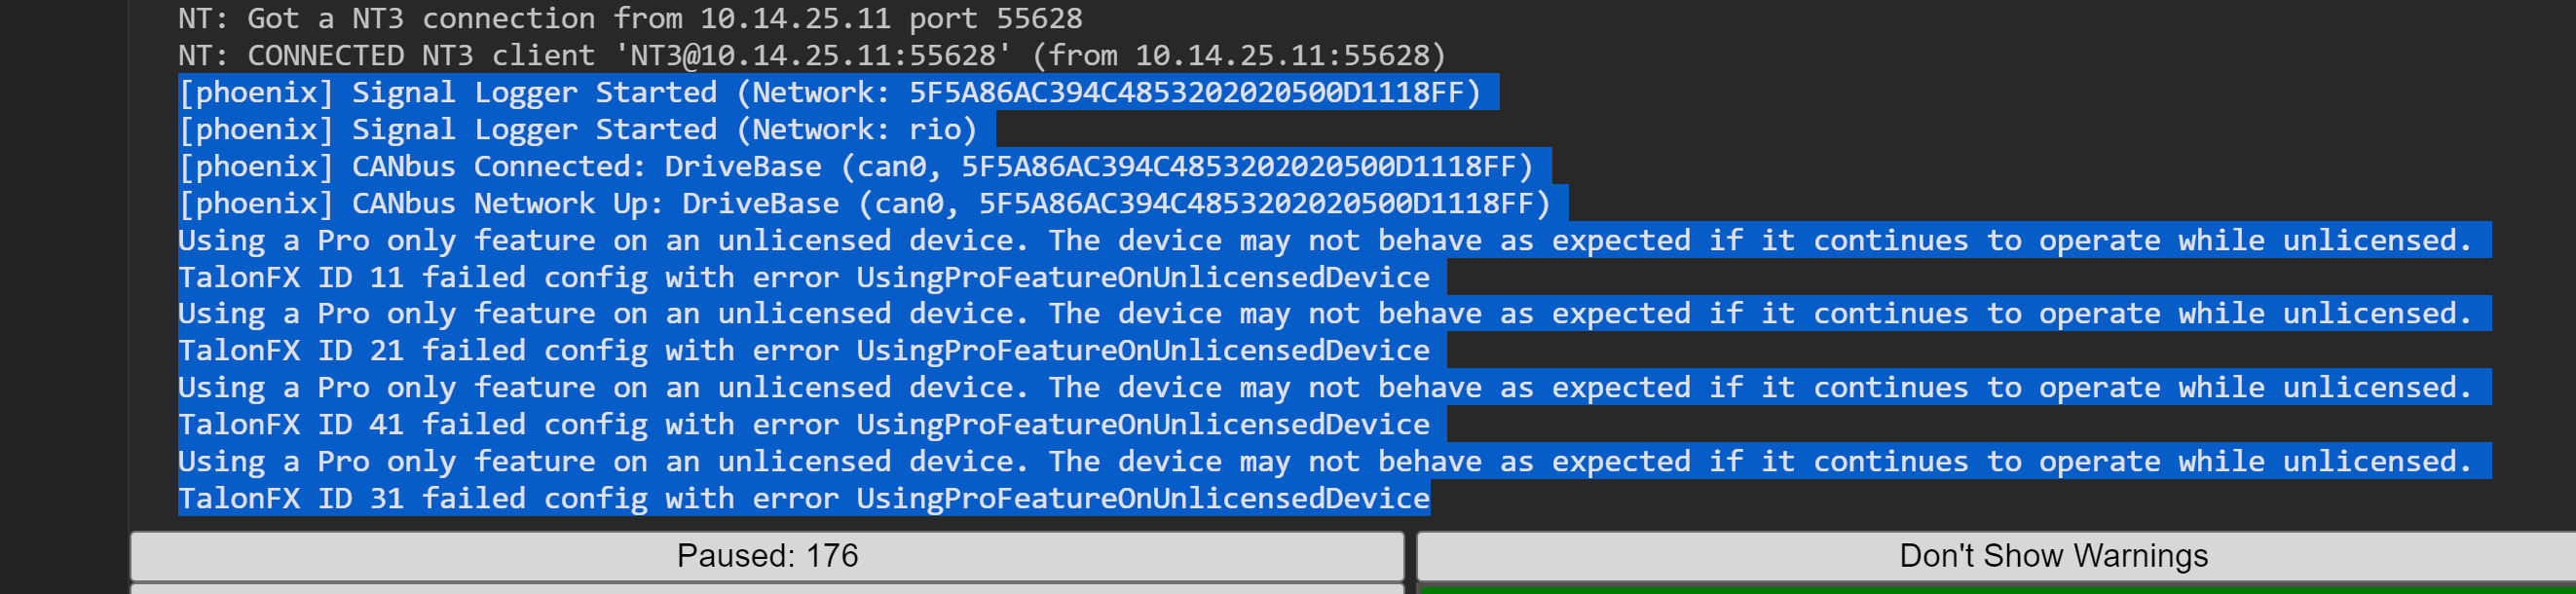 NT: Got a NT3 connection from 10.14.25.11 port 55628
NT: CONNECTED NT3 client 'NT3@10.14.25.11:55628' (from 10.14.25.11:55628)
[phoenix] Signal Logger Started (Network: 5F5A86AC394C4853202020500D1118FF)
[phoenix] Signal Logger Started (Network: rio)
[phoenix] CANbus Connected: DriveBase (can0, 5F5A86AC394C4853202020500D1118FF)
[phoenix] CANbus Network Up: DriveBase (can0, 5F5A86AC394C4853202020500D1118FF)
Using a Pro only feature on an unlicensed device. The device may not behave as expected if it continues to operate while unlicensed.
TalonFX ID 11 failed config with error UsingProFeatureOnUnlicensedDevice
Using a Pro only feature on an unlicensed device. The device may not behave as expected if it continues to operate while unlicensed.
TalonFX ID 21 failed config with error UsingProFeatureOnUnlicensedDevice
Using a Pro only feature on an unlicensed device. The device may not behave as expected if it continues to operate while unlicensed.
TalonFX ID 41 failed config with error UsingProFeatureOnUnlicensedDevice
Using a Pro only feature on an unlicensed device. The device may not behave as expected if it continues to operate while unlicensed.
TalonFX ID 31 failed config with error UsingProFeatureOnUnlicensedDevice
Paused: 176
Don't Show Warnings